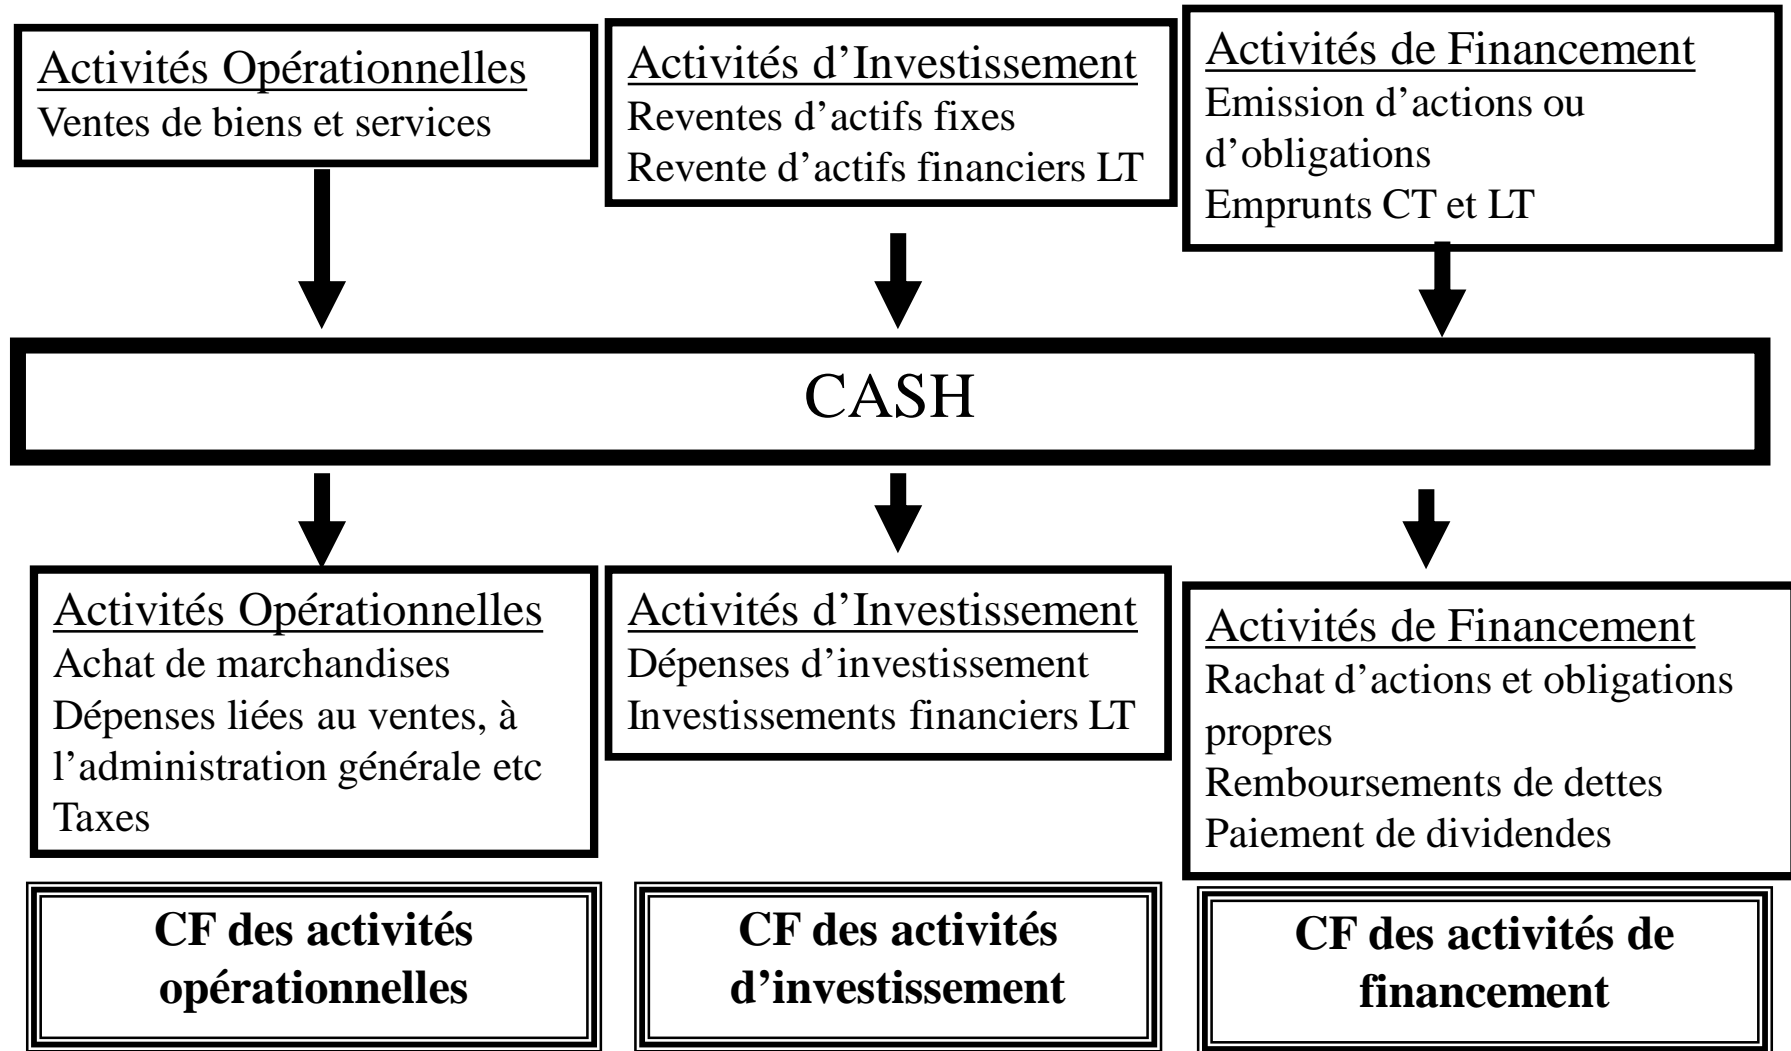 Activités Opérationnelles
Ventes de biens et services
Activités d’Investissement
Reventes d’actifs fixes
Revente d’actifs financiers LT
Activités de Financement
Emission d’actions ou
d’obligations
Emprunts CT et LT
CASH
Activités Opérationnelles
Achat de marchandises
Dépenses liées au ventes, à
l’administration générale etc
Taxes
Activités d’Investissement
Dépenses d’investissement
Investissements financiers LT
Activités de Financement
Rachat d’actions et obligations
propres
Remboursements de dettes
Paiement de dividendes
CF des activités
opérationnelles
CF des activités
d’investissement
CF des activités de
financement